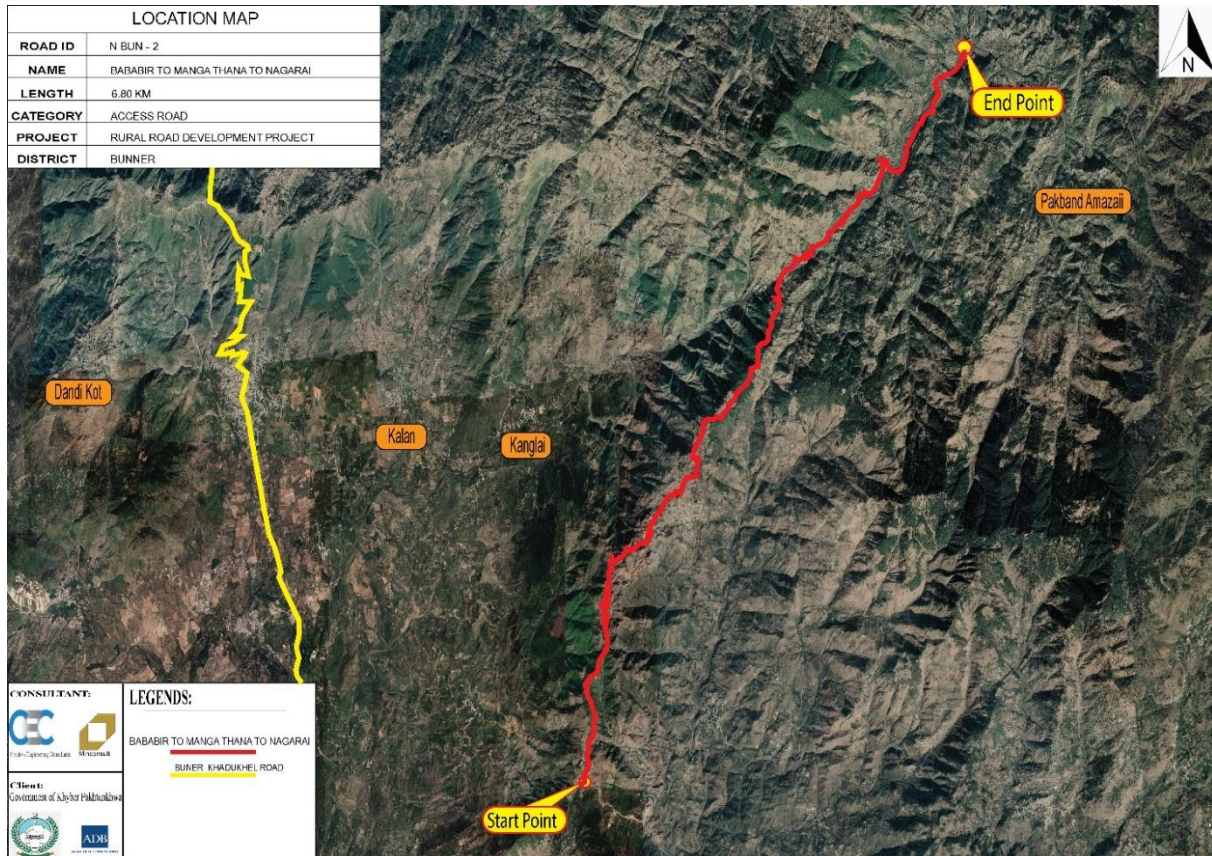 LOCATION MAP
ROAD ID N BUN - 2
NAME BABABIR TO MANGA THANA TO NAGARAI
LENGTH 6.80 KM
CATEGORY ACCESS ROAD
PROJECT RURAL ROAD DEVELOPMENT PROJECT
DISTRICT BUNNER
N
End Point
Pakband Amazaii
Dandi Kot
Kalan
Kanglai
Start Point
CONSULTANT:
CEC
Minconsult
Client:
Government of Khyber Pakhtunkhwa
ADB
LEGENDS:
BABABIR TO MANGA THANA TO NAGARAI
BUNER KHADUKHEL ROAD